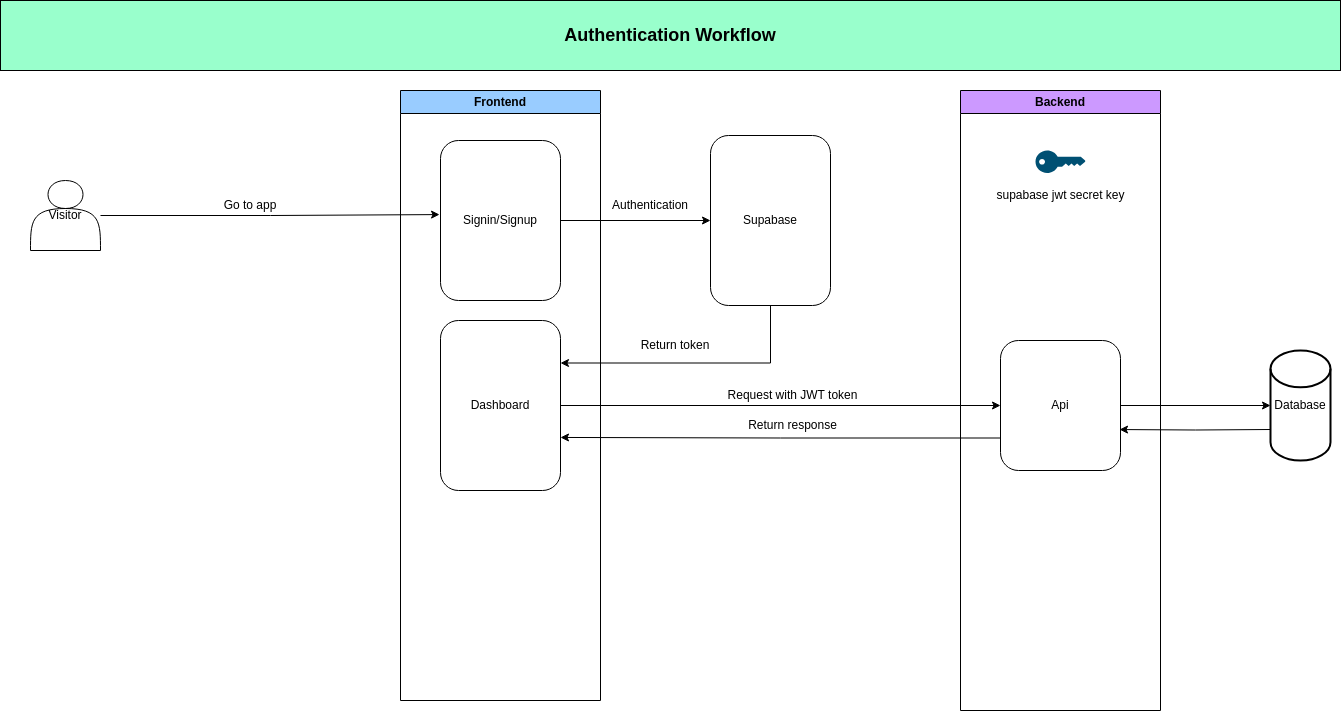 Authentication Workflow
Frontend
Backend
supabase jwt secret key
Visitor
Go to app
Signin/Signup
Authentication
Supabase
Return token
Dashboard
Request with JWT token
Return response
Api
Database